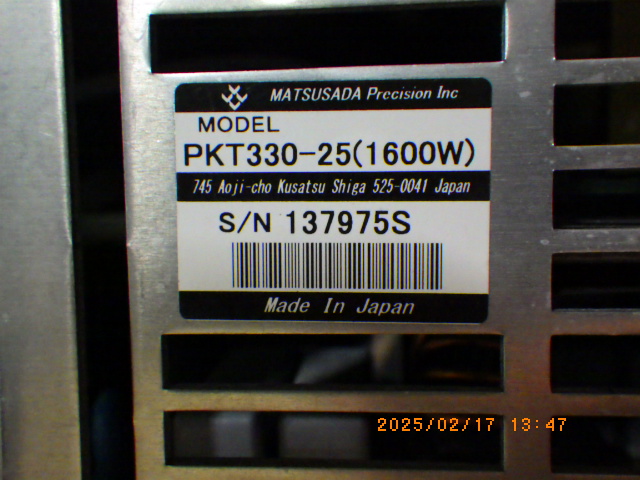 MATSUSADA Precision Inc
MODEL
PKT330-25(1600W)
745 Aoji-cho Kusatsu Shiga 525-0041 Japan
S/N 137975S
Made In Japan
2025/02/17 13:47